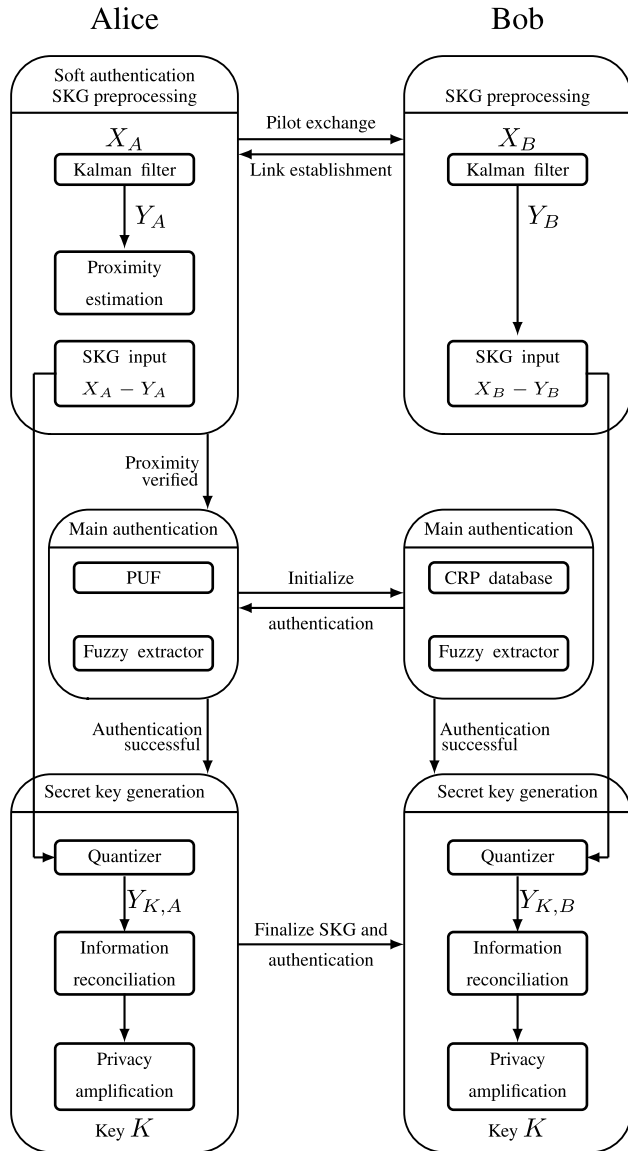 Alice
Bob
Soft authentication
SKG preprocessing
SKG preprocessing
Pilot exchange
Link establishment
X_A
Kalman filter
Y_A
Proximity
estimation
SKG input
X_A − Y_A
X_B
Kalman filter
Y_B
SKG input
X_B − Y_B
Proximity
verified
Main authentication
PUF
Fuzzy extractor
Initialize
authentication
Main authentication
CRP database
Fuzzy extractor
Authentication
successful
Authentication
successful
Secret key generation
Quantizer
Y_{K,A}
Information
reconciliation
Privacy
amplification
Key K
Finalize SKG and
authentication
Secret key generation
Quantizer
Y_{K,B}
Information
reconciliation
Privacy
amplification
Key K